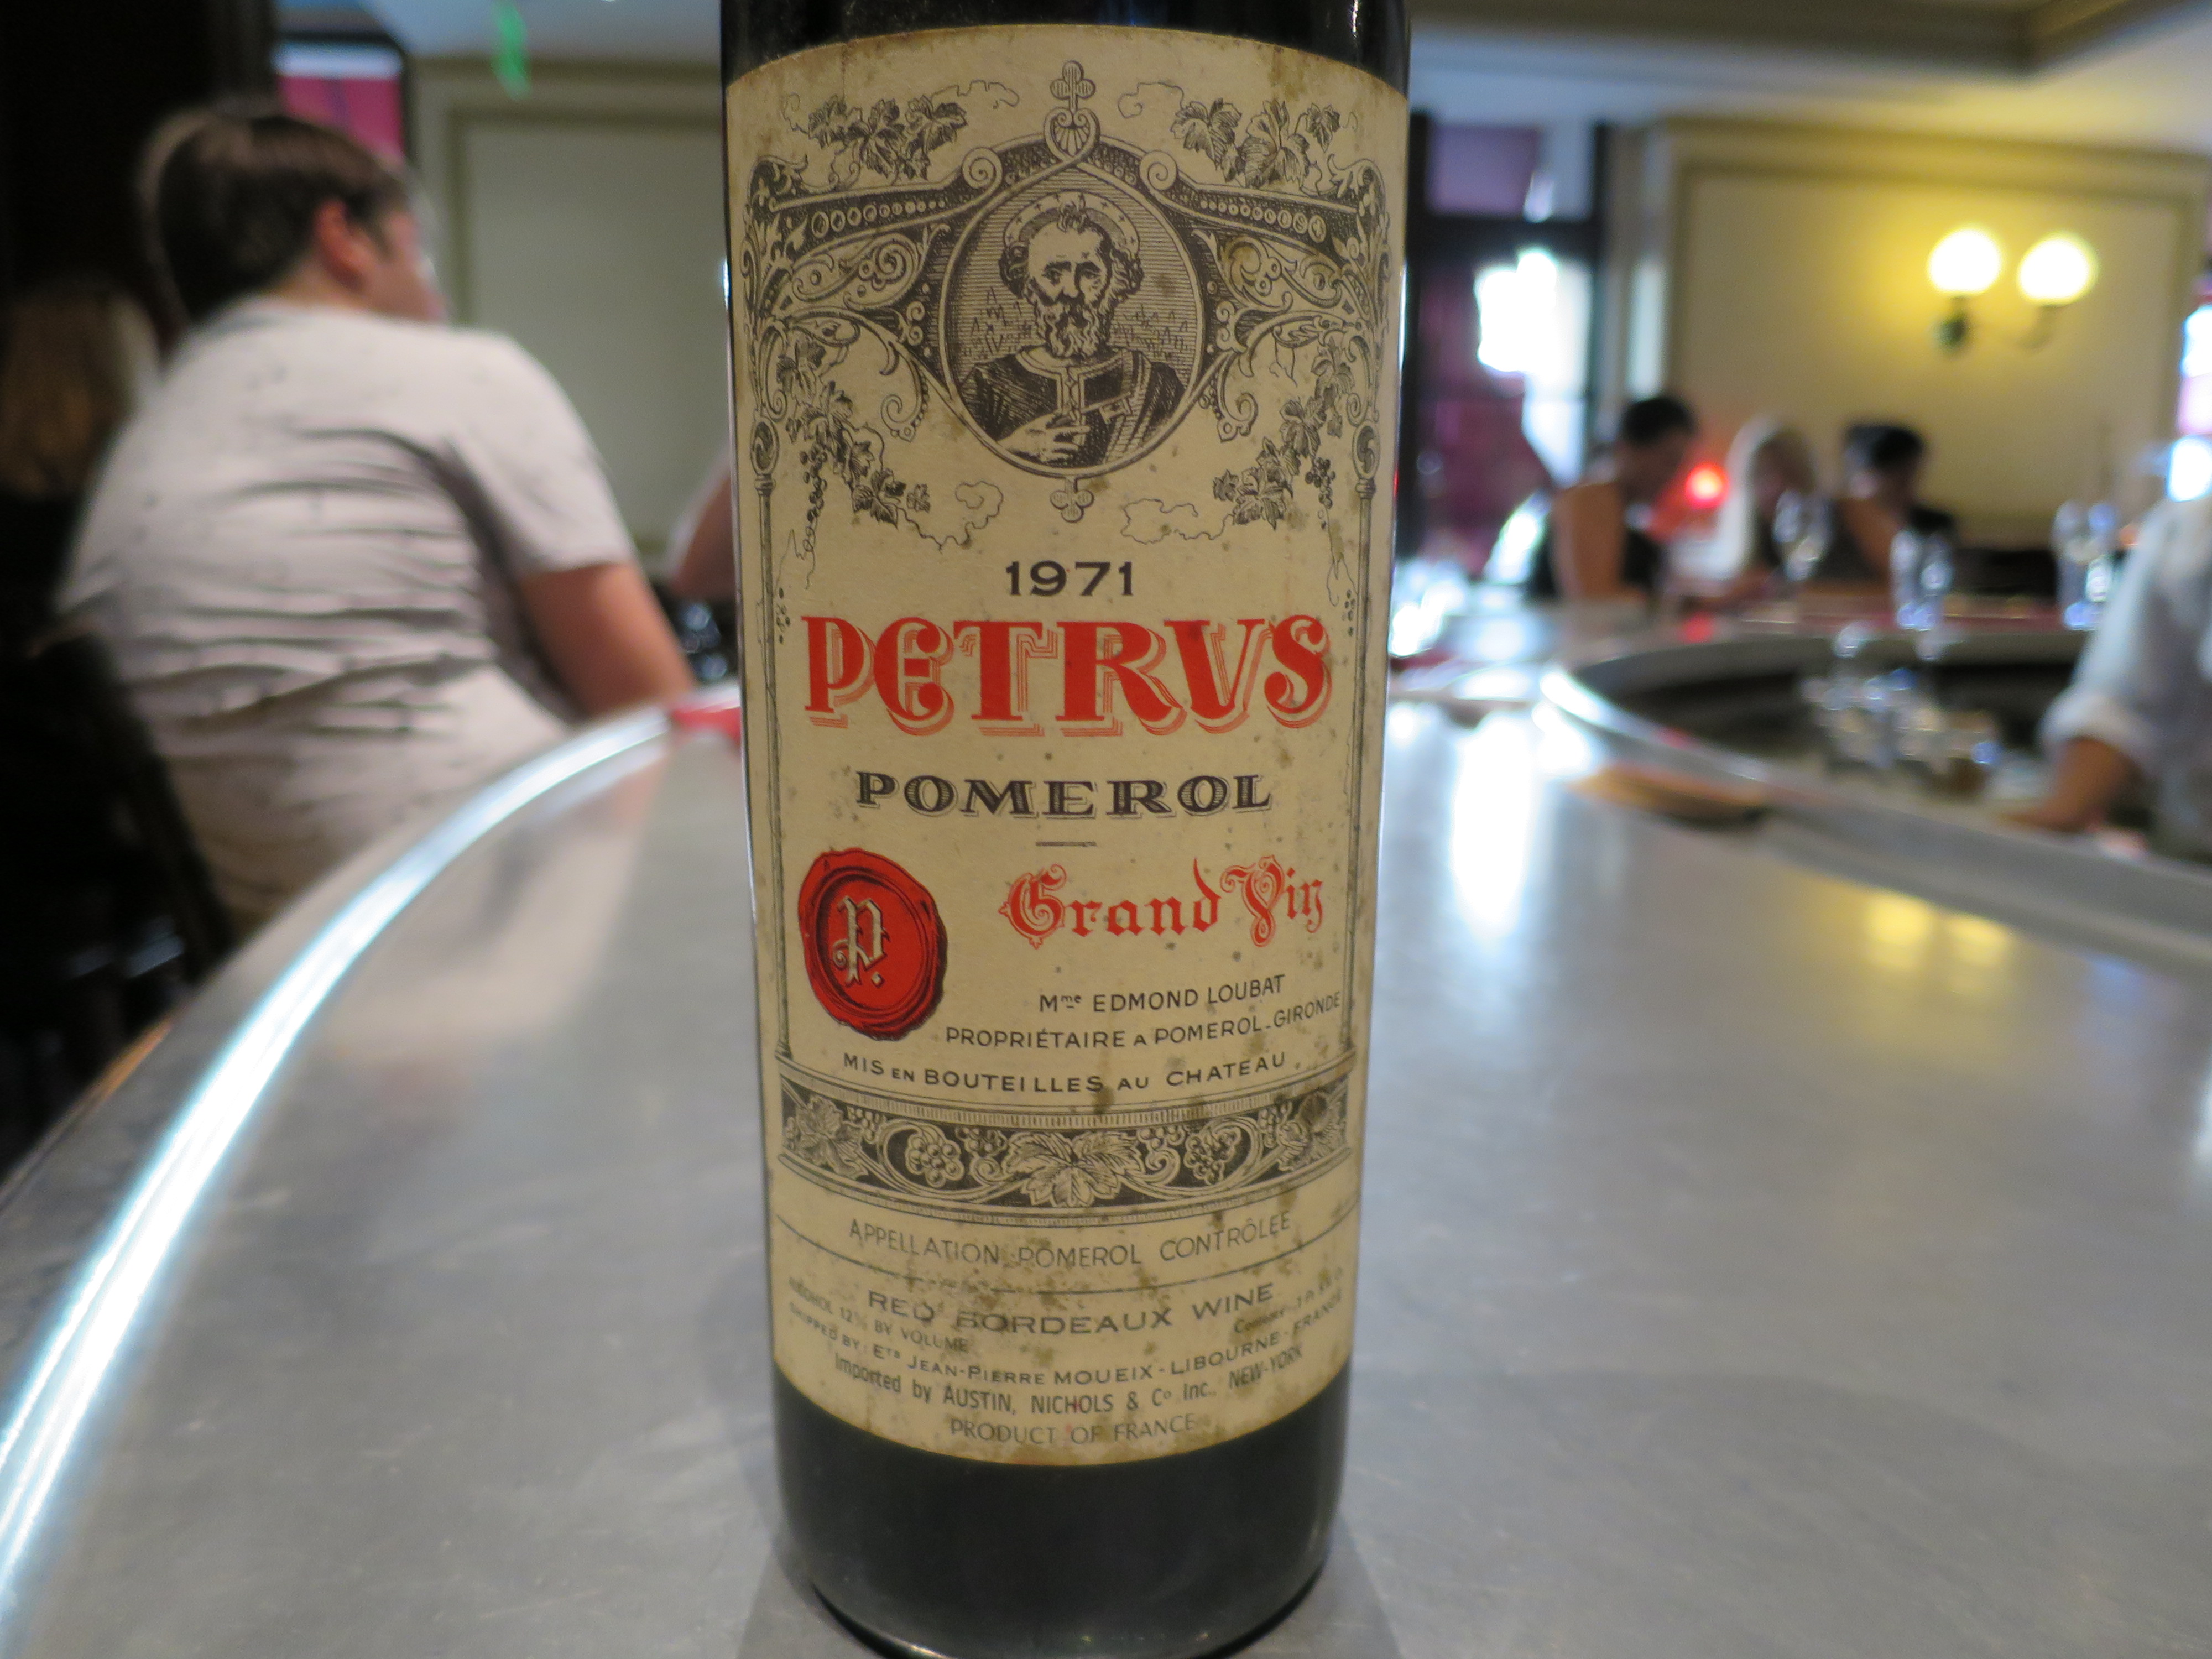 1971
PETRVS
POMEROL
Grand Vin
P.
Mme EDMOND LOUBAT
PROPRIÉTAIRE A POMEROL-GIRONDE
MIS EN BOUTEILLES AU CHATEAU
APPELLATION POMEROL CONTRÔLÉE
RED BORDEAUX WINE
ALCOHOL 12% BY VOLUME
SHIPPED BY: Ets JEAN-PIERRE MOUEIX-LIBOURNE-FRANCE
Imported by AUSTIN, NICHOLS & Co Inc., NEW-YORK
PRODUCT OF FRANCE